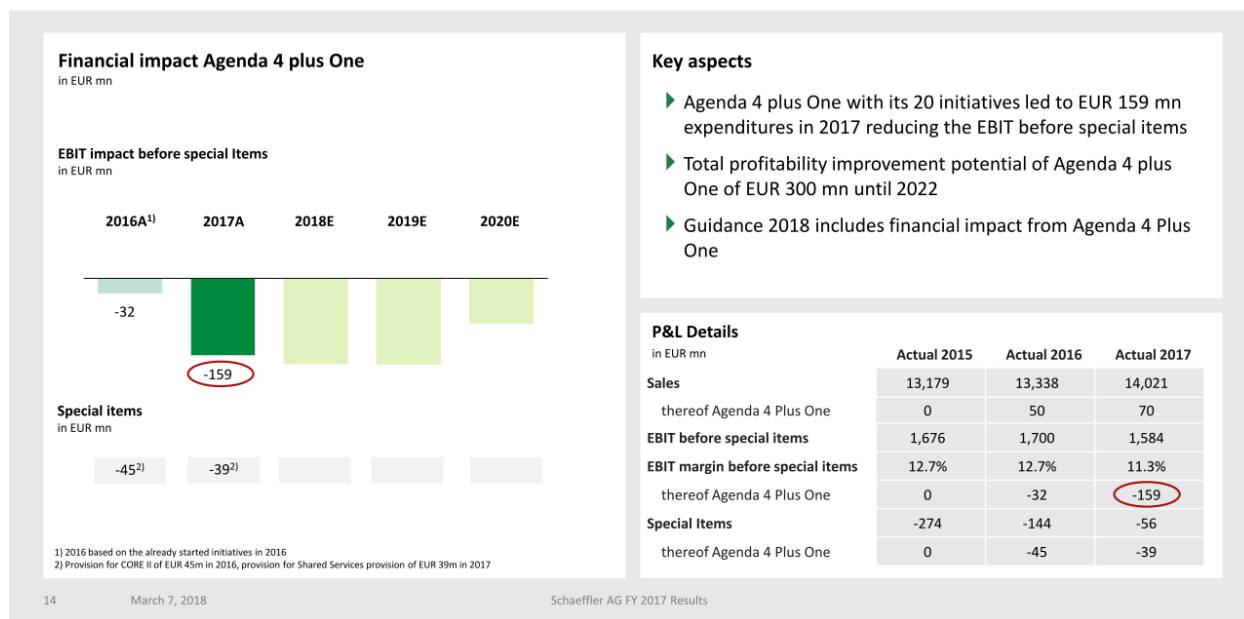 Financial impact Agenda 4 plus One
in EUR mn
EBIT impact before special Items
in EUR mn
2016A1) 2017A 2018E 2019E 2020E
-32
-159
Special items
in EUR mn
-452) -392)
1) 2016 based on the already started initiatives in 2016
2) Provision for CORE II of EUR 45m in 2016, provision for Shared Services provision of EUR 39m in 2017
Key aspects
Agenda 4 plus One with its 20 initiatives led to EUR 159 mn
expenditures in 2017 reducing the EBIT before special items
Total profitability improvement potential of Agenda 4 plus
One of EUR 300 mn until 2022
Guidance 2018 includes financial impact from Agenda 4 Plus
One
P&L Details
in EUR mn Actual 2015 Actual 2016 Actual 2017
Sales 13,179 13,338 14,021
thereof Agenda 4 Plus One 0 50 70
EBIT before special items 1,676 1,700 1,584
EBIT margin before special items 12.7% 12.7% 11.3%
thereof Agenda 4 Plus One 0 -32 -159
Special Items -274 -144 -56
thereof Agenda 4 Plus One 0 -45 -39
14 March 7, 2018 Schaeffler AG FY 2017 Results